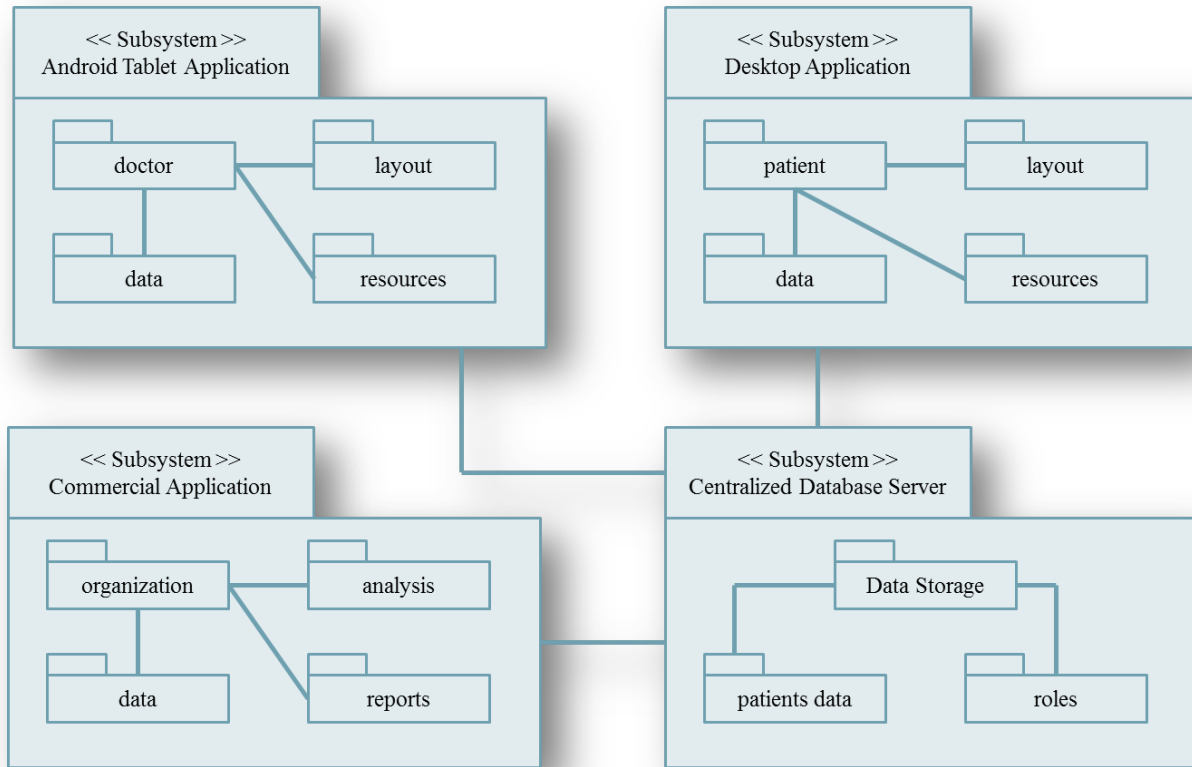 << Subsystem >>
Android Tablet Application
doctor
layout
data
resources
<< Subsystem >>
Desktop Application
patient
layout
data
resources
<< Subsystem >>
Commercial Application
organization
analysis
data
reports
<< Subsystem >>
Centralized Database Server
Data Storage
patients data
roles